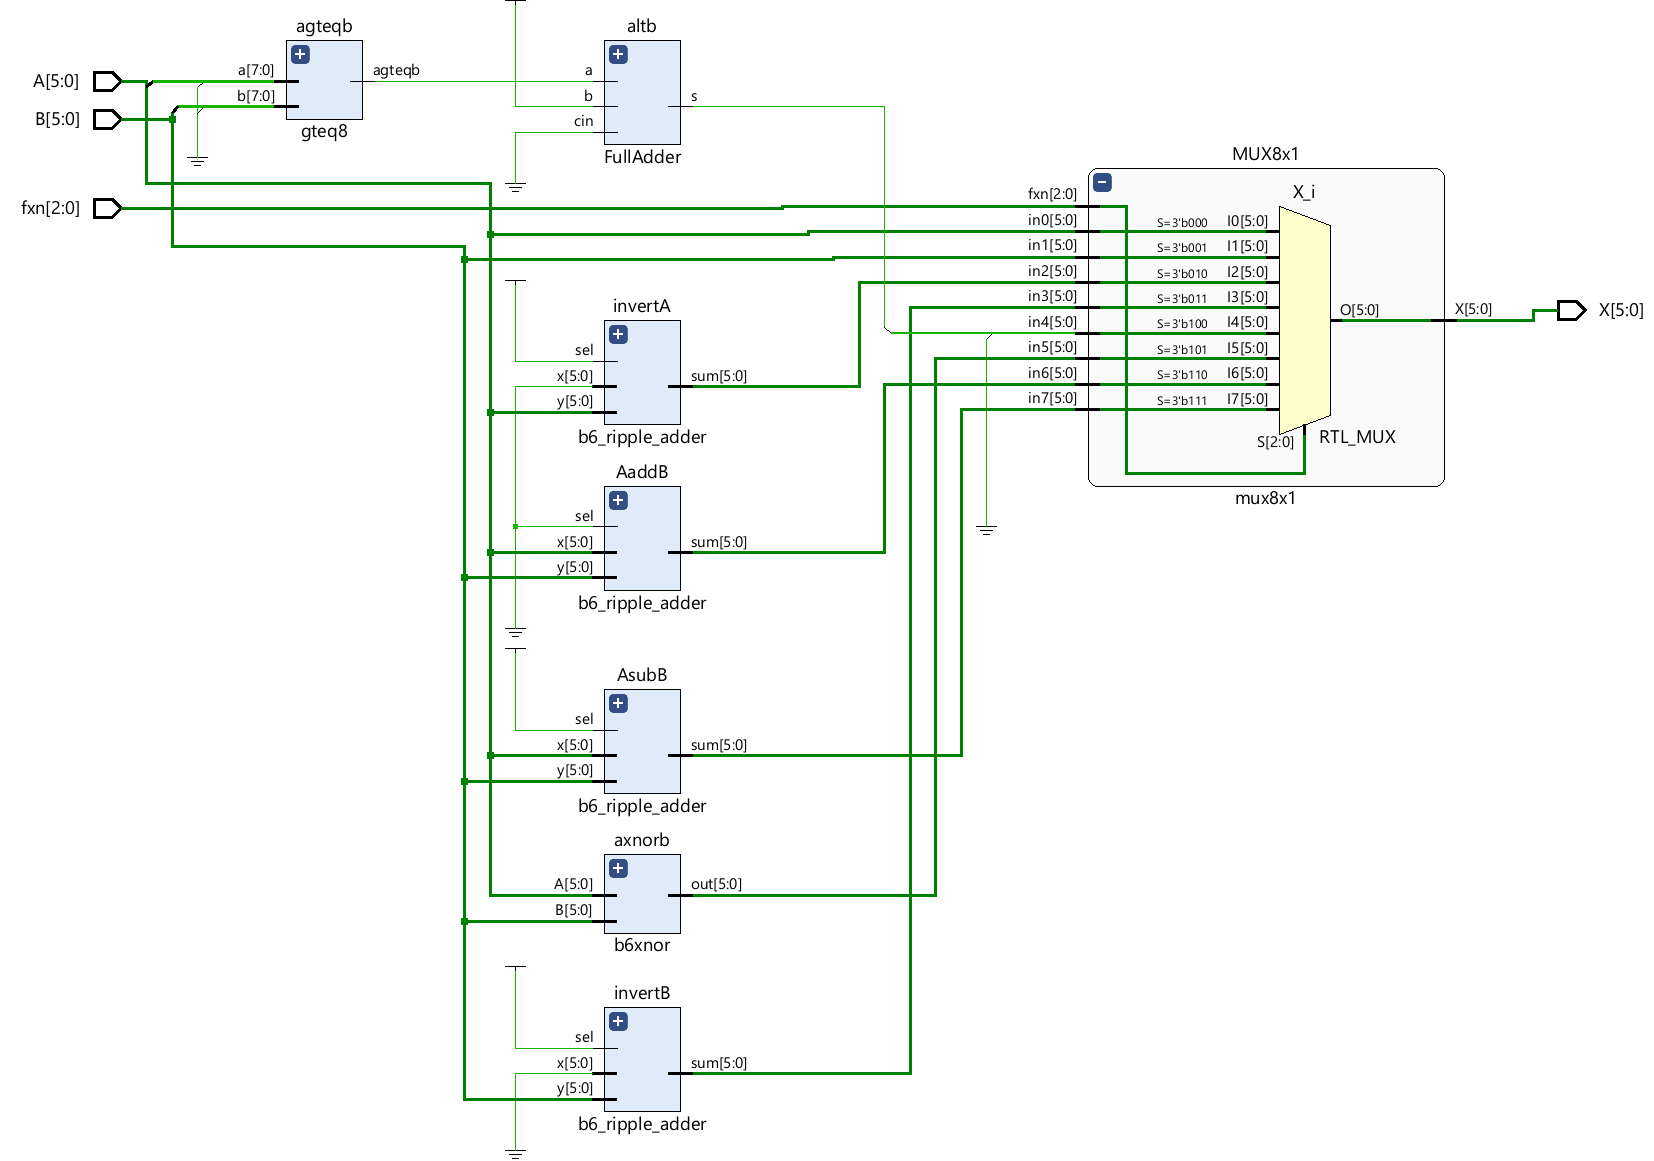 agteqb
a[7:0]
b[7:0]
agteqb
gteq8
A[5:0]
B[5:0]
fxn[2:0]
altb
a
b
cin
s
FullAdder
MUX8x1
fxn[2:0]
in0[5:0]
in1[5:0]
in2[5:0]
in3[5:0]
in4[5:0]
in5[5:0]
in6[5:0]
in7[5:0]
X_i
S=3'b000 I0[5:0]
S=3'b001 I1[5:0]
S=3'b010 I2[5:0]
S=3'b011 I3[5:0]
S=3'b100 I4[5:0]
S=3'b101 I5[5:0]
S=3'b110 I6[5:0]
S=3'b111 I7[5:0]
S[2:0]
RTL_MUX
O[5:0]
X[5:0]
X[5:0]
mux8x1
invertA
sel
x[5:0]
y[5:0]
sum[5:0]
b6_ripple_adder
AaddB
sel
x[5:0]
y[5:0]
sum[5:0]
b6_ripple_adder
AsubB
sel
x[5:0]
y[5:0]
sum[5:0]
b6_ripple_adder
axnorb
A[5:0]
B[5:0]
out[5:0]
b6xnor
invertB
sel
x[5:0]
y[5:0]
sum[5:0]
b6_ripple_adder